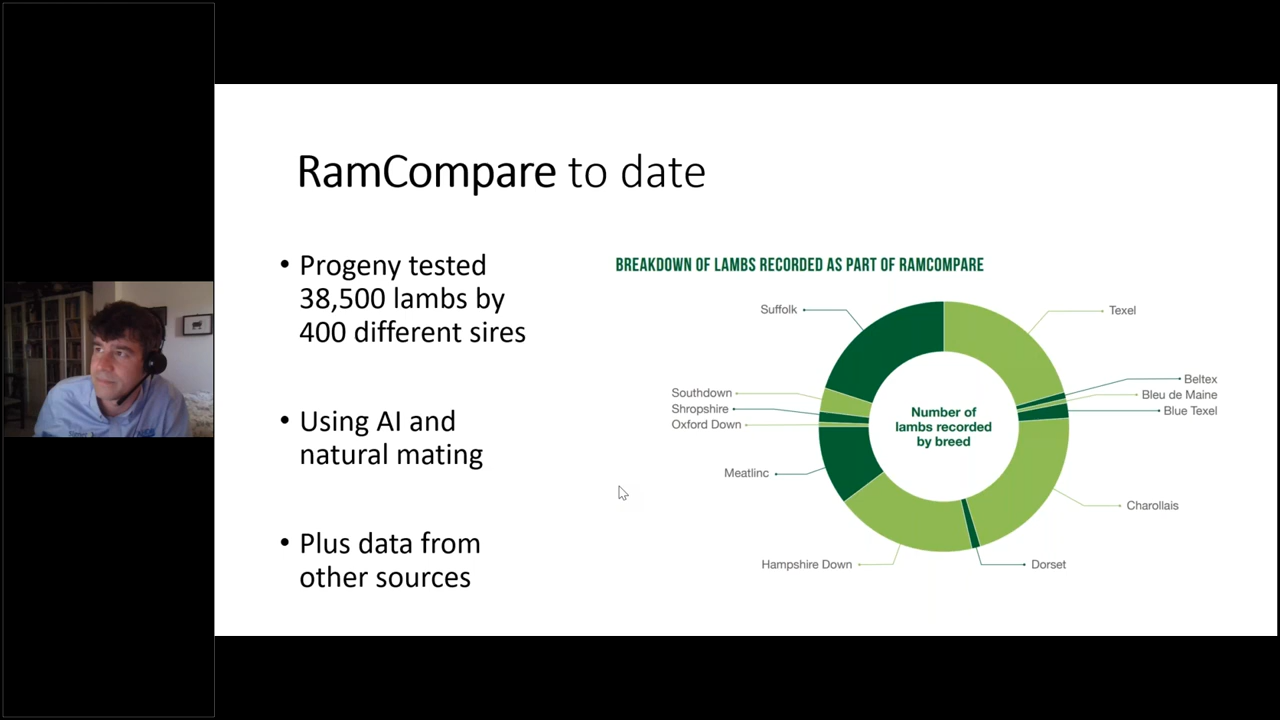 RamCompare to date
• Progeny tested
38,500 lambs by
400 different sires
• Using AI and
natural mating
• Plus data from
other sources
BREAKDOWN OF LAMBS RECORDED AS PART OF RAMCOMPARE
Suffolk
Texel
Southdown
Shropshire
Oxford Down
Beltex
Bleu de Maine
Blue Texel
Number of
lambs recorded
by breed
Meatlinc
Charollais
Hampshire Down
Dorset